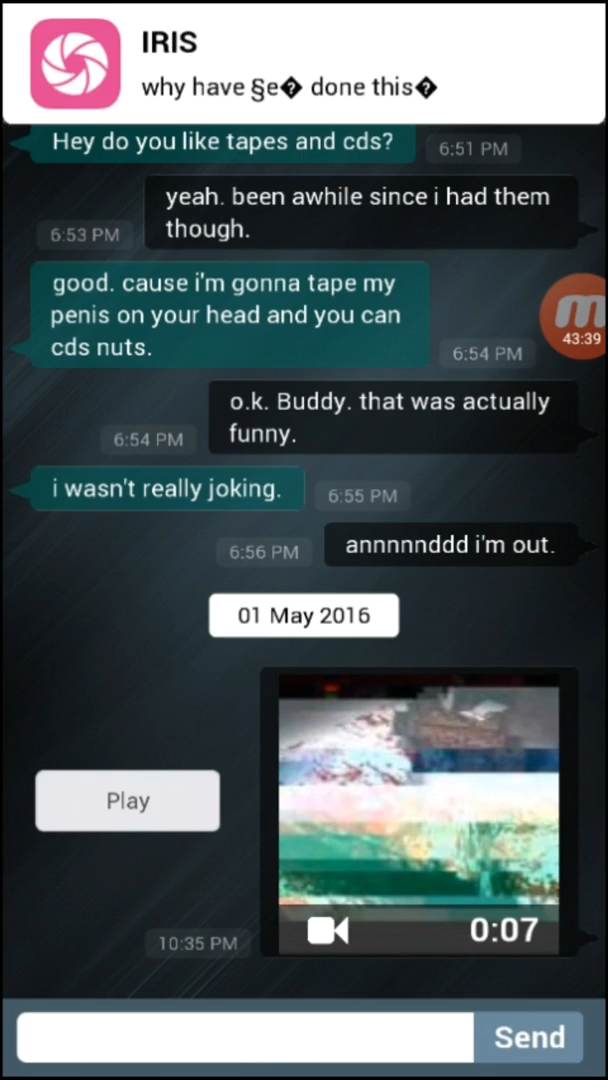 IRIS
why have §e� done this�
Hey do you like tapes and cds?
6:51 PM
yeah. been awhile since i had them
though.
6:53 PM
good. cause i'm gonna tape my
penis on your head and you can
cds nuts.
6:54 PM
43:39
o.k. Buddy. that was actually
funny.
6:54 PM
i wasn't really joking.
6:55 PM
annnnnddd i'm out.
6:56 PM
01 May 2016
Play
0:07
10:35 PM
Send